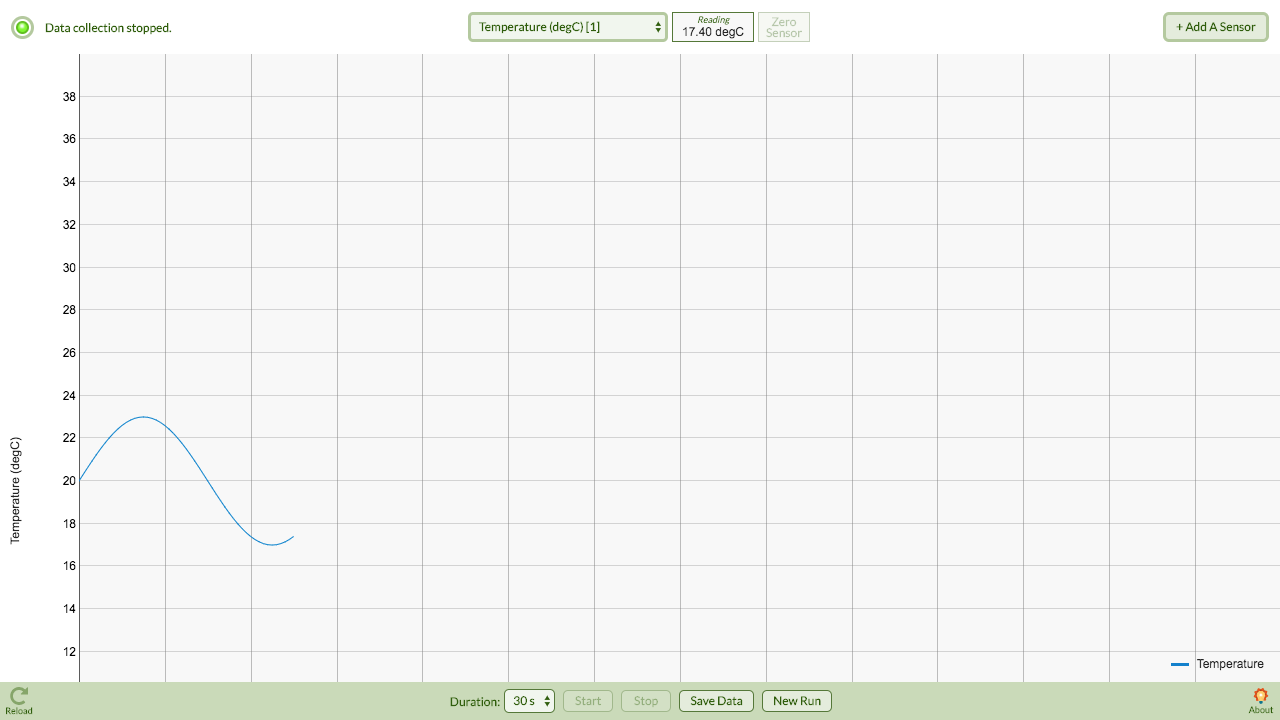 Data collection stopped.
Temperature (degC) [1]
Reading
17.40 degC
Zero
Sensor
+ Add A Sensor
38
36
34
32
30
28
26
24
22
20
18
16
14
12
Temperature (degC)
Temperature
Reload
Duration: 30 s
Start
Stop
Save Data
New Run
About